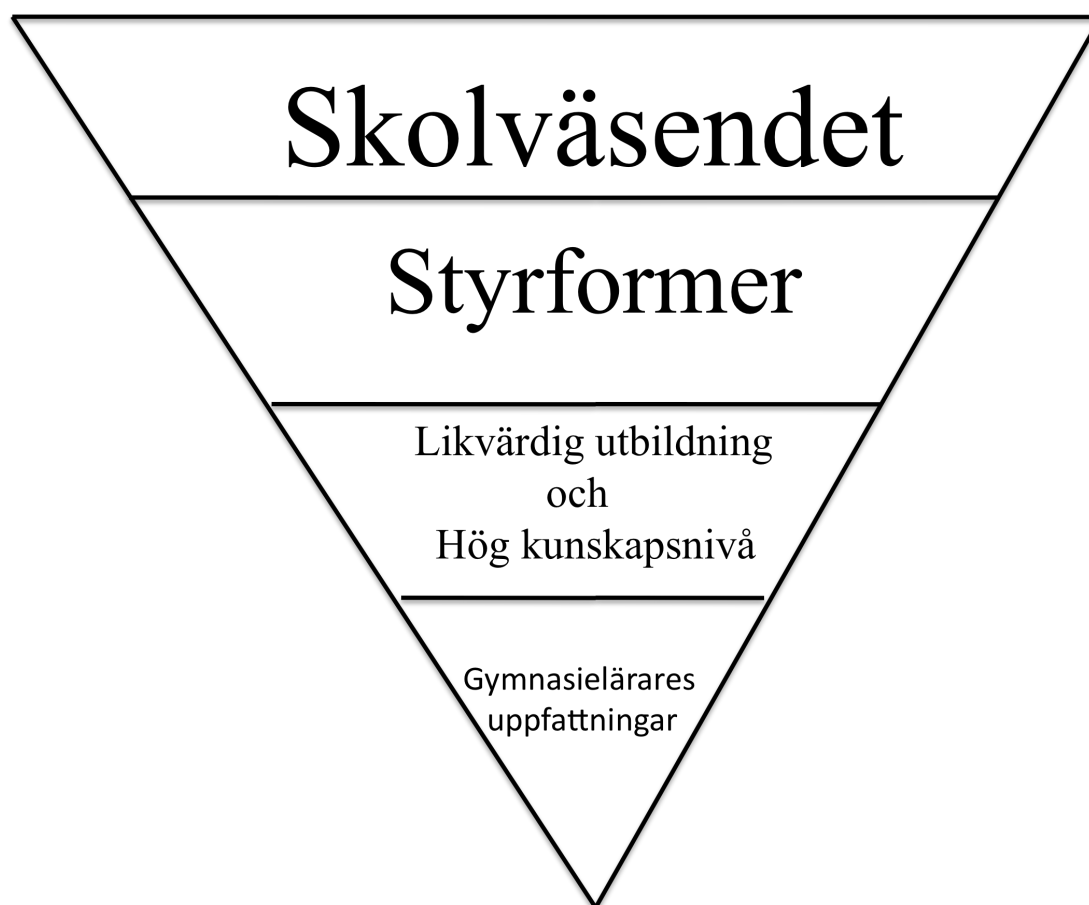 Skolväsendet
Styrformer
Likvärdig utbildning
och
Hög kunskapsnivå
Gymnasielärares
uppfattningar